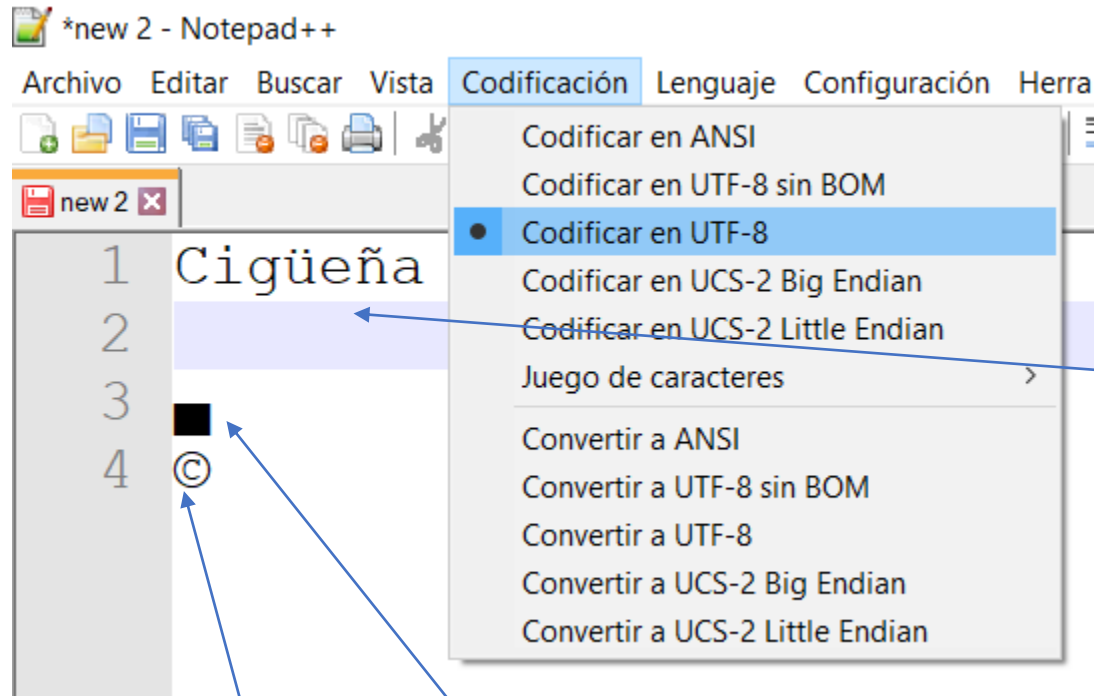 *new 2 - Notepad++
Archivo Editar Buscar Vista Codificación Lenguaje Configuración Herra
new 2
1 Cigüeña
2
3 ■
4 ©
Codificar en ANSI
Codificar en UTF-8 sin BOM
Codificar en UTF-8
Codificar en UCS-2 Big Endian
Codificar en UCS-2 Little Endian
Juego de caracteres
Convertir a ANSI
Convertir a UTF-8 sin BOM
Convertir a UTF-8
Convertir a UCS-2 Big Endian
Convertir a UCS-2 Little Endian